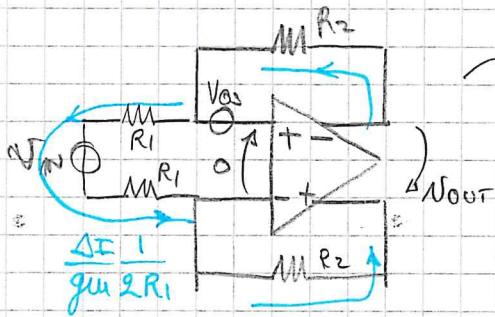 R2
VOS
R1
+ -
VIN
R1
0
+
VOUT
ΔI 1
gm 2R1
R2